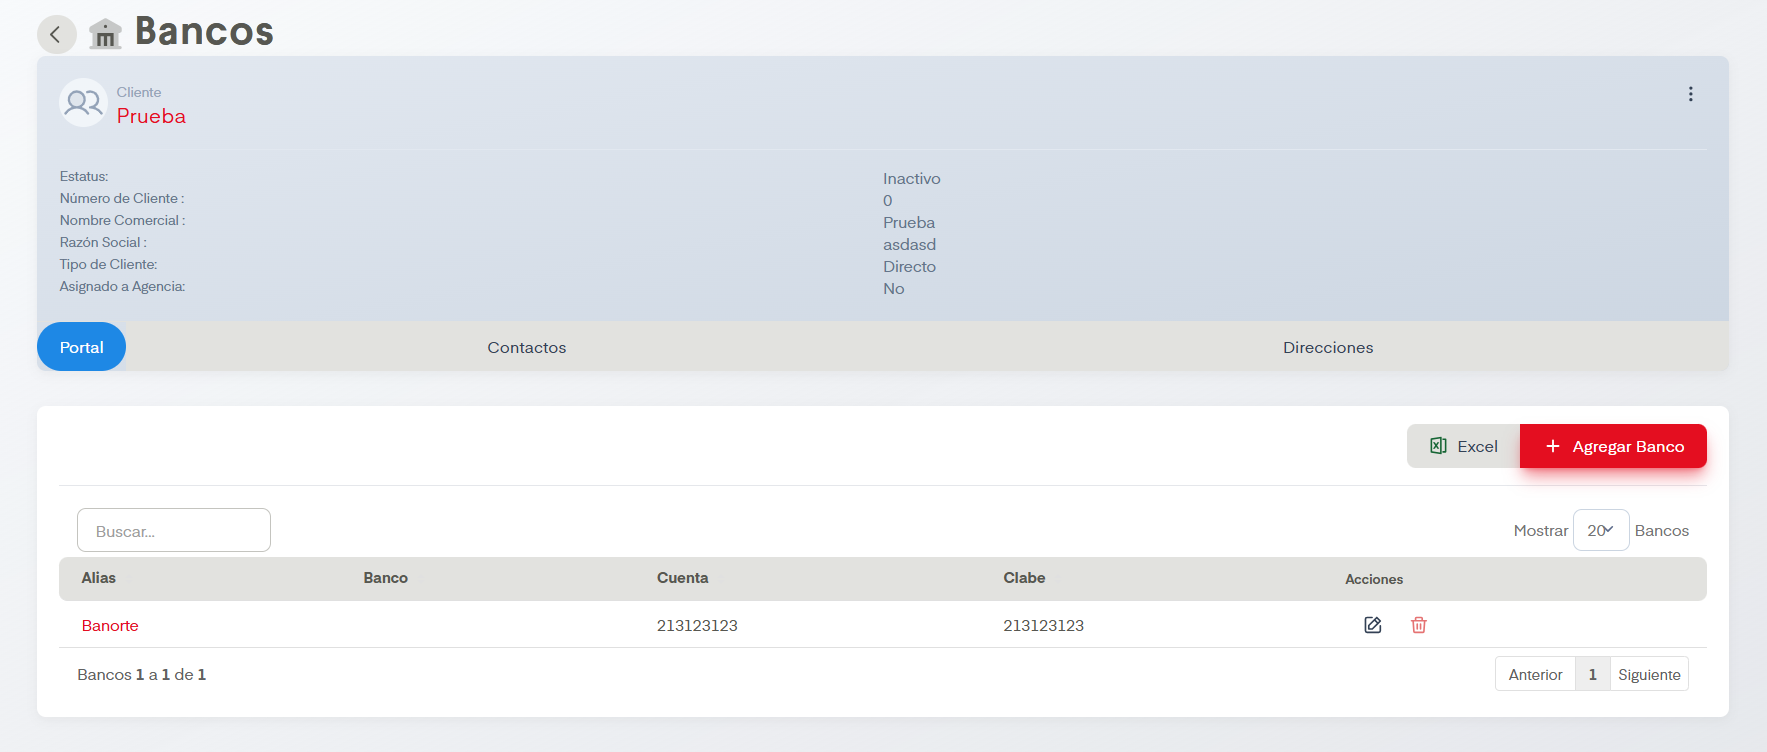 Bancos
Cliente
Prueba
Estatus: Inactivo
Número de Cliente : 0
Nombre Comercial : Prueba
Razón Social : asdasd
Tipo de Cliente: Directo
Asignado a Agencia: No
Portal Contactos Direcciones
Excel + Agregar Banco
Buscar... Mostrar 20 Bancos
Alias Banco Cuenta Clabe Acciones
Banorte 213123123 213123123
Bancos 1 a 1 de 1 Anterior 1 Siguiente